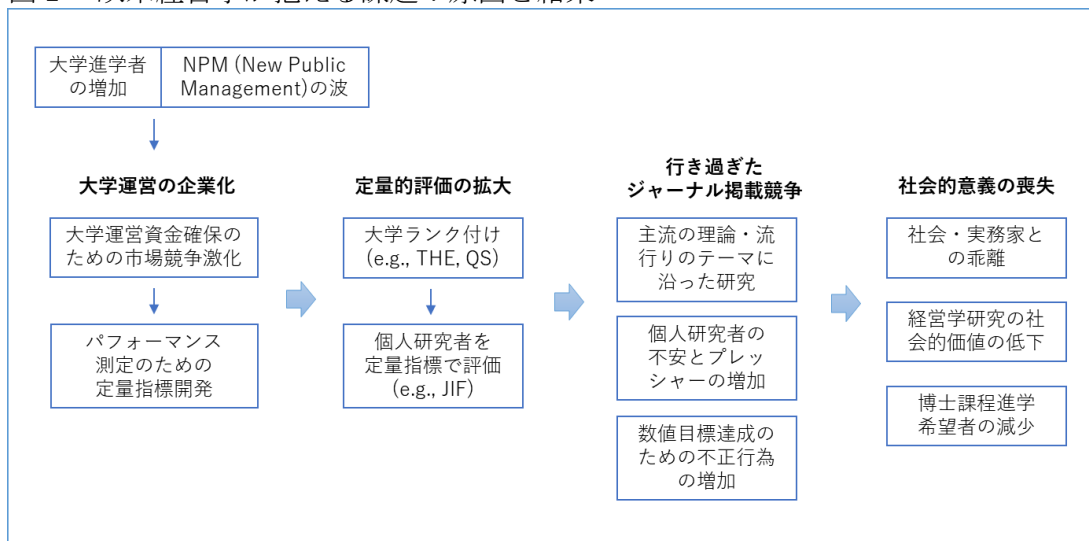 大学進学者
の増加
NPM (New Public
Management)の波
大学運営の企業化
大学運営資金確保の
ための市場競争激化
パフォーマンス
測定のための
定量指標開発
定量的評価の拡大
大学ランク付け
(e.g., THE, QS)
個人研究者を
定量指標で評価
(e.g., JIF)
行き過ぎた
ジャーナル掲載競争
主流の理論・流
行りのテーマに
沿った研究
個人研究者の
不安とプレッ
シャーの増加
数値目標達成の
ための不正行為
の増加
社会的意義の喪失
社会・実務家と
の乖離
経営学研究の社
会的価値の低下
博士課程進学
希望者の減少